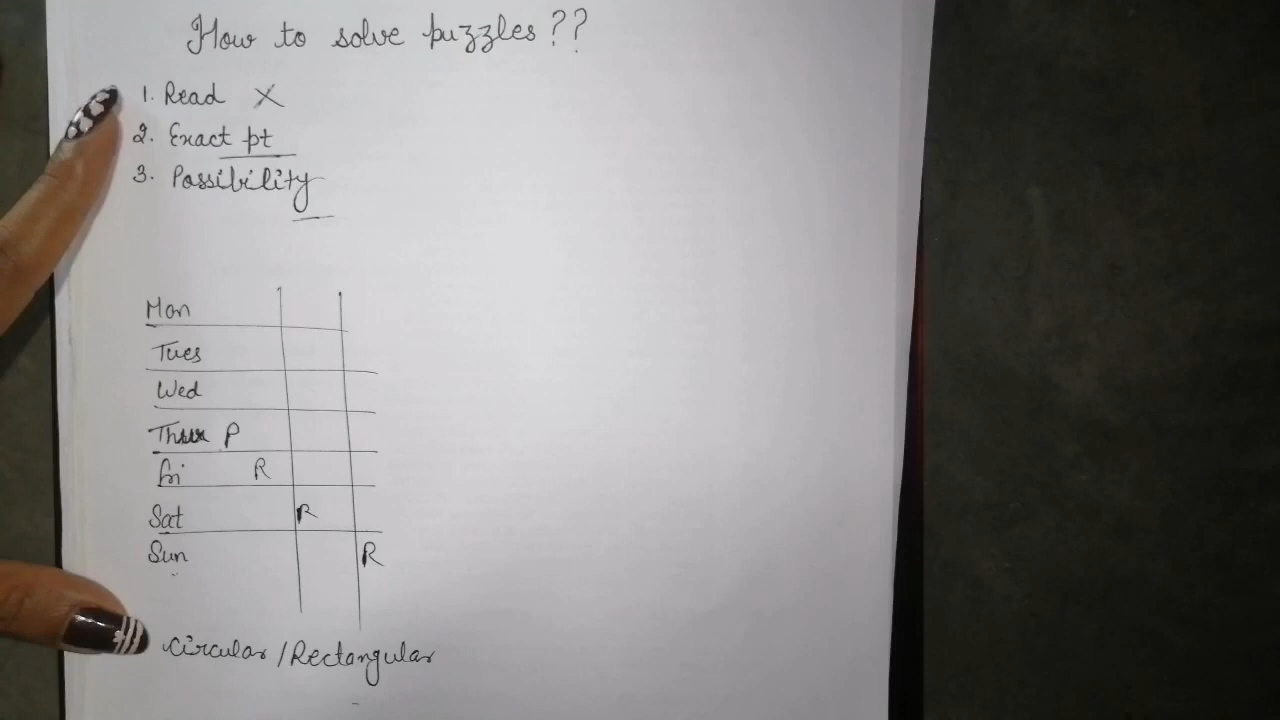 How to solve puzzles??
1. Read X
2. Exact pt
3. Possibility
Mon
Tues
Wed
Thur P
Fri R
Sat R
Sun R
Circular / Rectangular